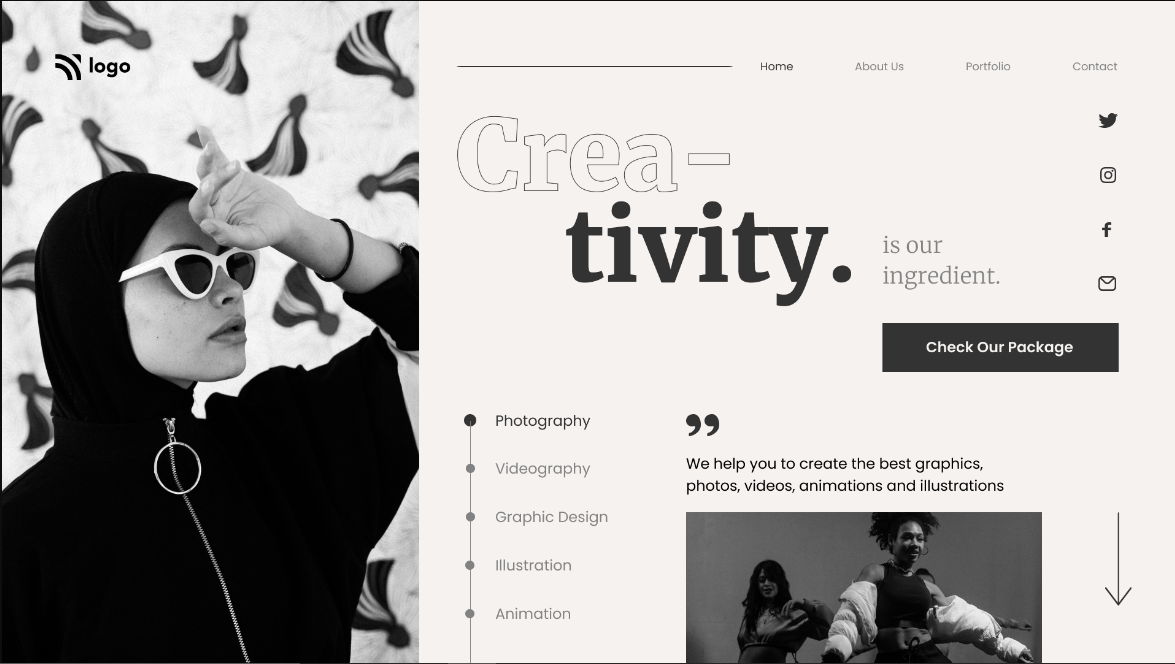 logo
Home About Us Portfolio Contact
Crea-
tivity.
is our
ingredient.
Check Our Package
Photography
Videography
Graphic Design
Illustration
Animation
”
We help you to create the best graphics,
photos, videos, animations and illustrations